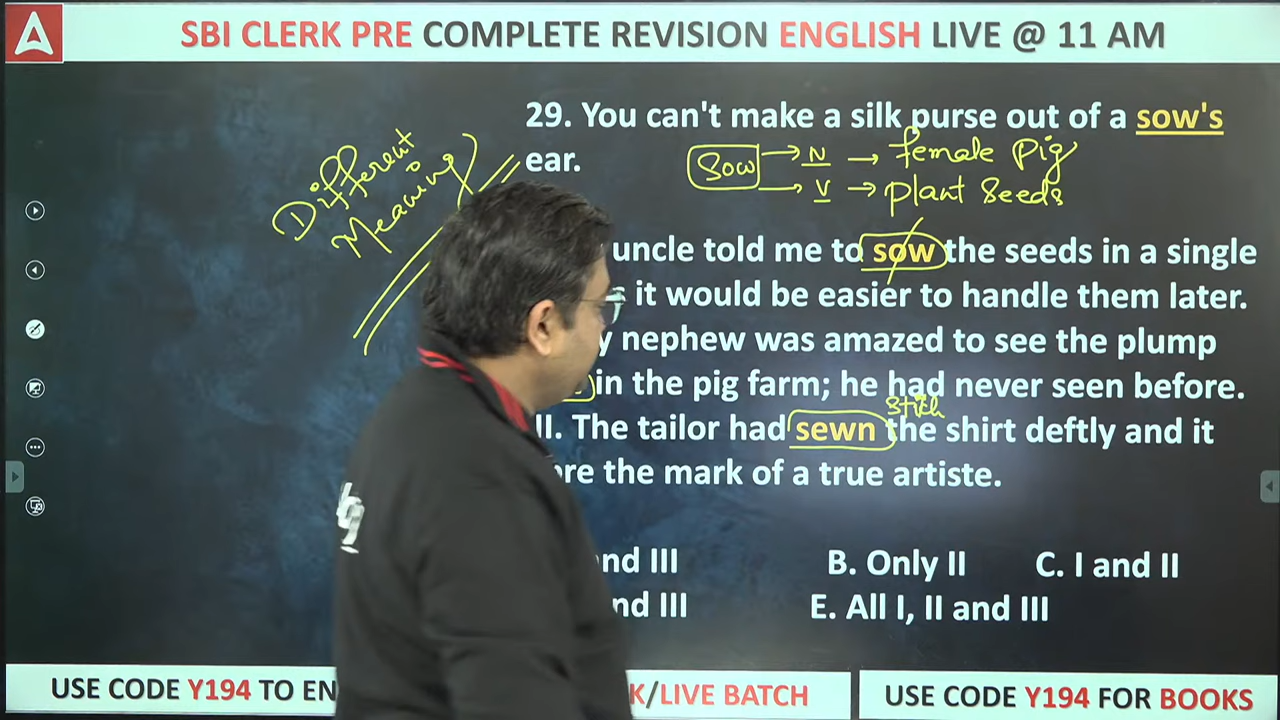 SBI CLERK PRE COMPLETE REVISION ENGLISH LIVE @ 11 AM
29. You can't make a silk purse out of a sow's
ear.
Sow → N → female pig
→ V → plant seeds
Different
Meaning
uncle told me to sow the seeds in a single
it would be easier to handle them later.
nephew was amazed to see the plump
in the pig farm; he had never seen before.
stitch
The tailor had sewn the shirt deftly and it
the mark of a true artiste.
and III
B. Only II
C. I and II
and III
E. All I, II and III
USE CODE Y194 TO
/LIVE BATCH
USE CODE Y194 FOR BOOKS